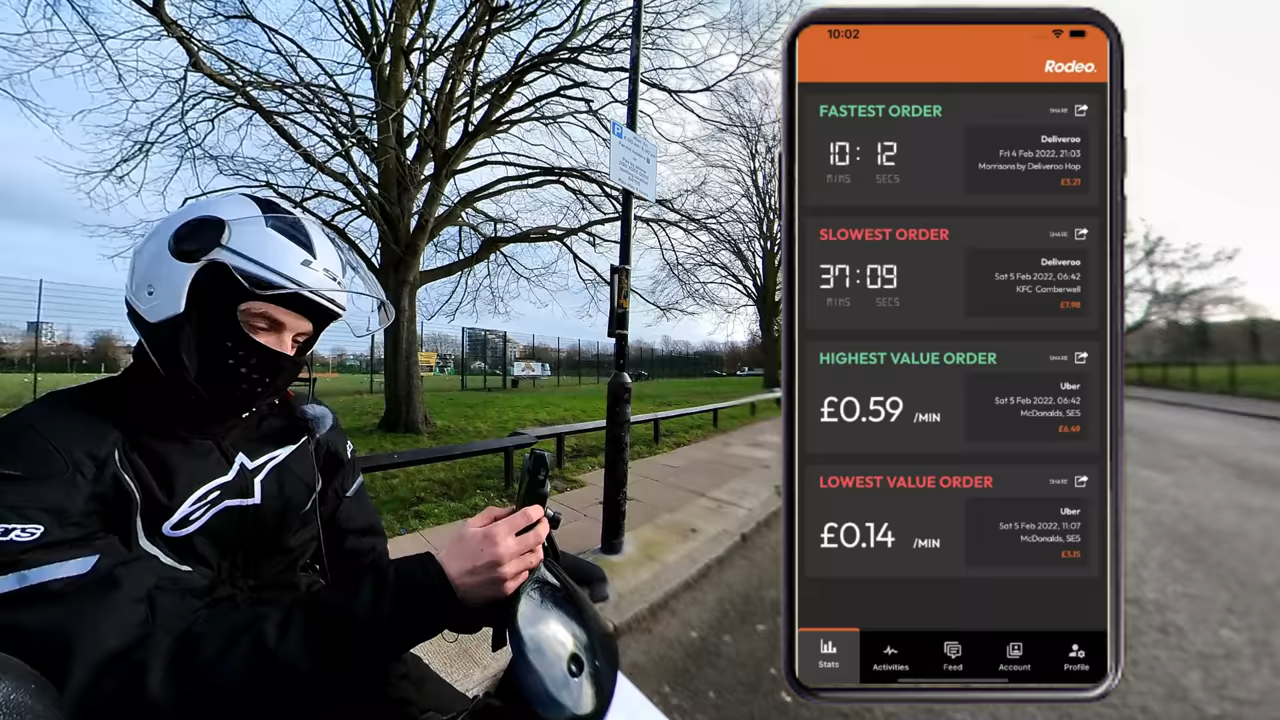 LS2
10:02
Rodeo.
FASTEST ORDER
SHARE
10:12
MINS SECS
Deliveroo
Fri 4 Feb 2022, 21:03
Morrisons by Deliveroo Hop
£3.21
SLOWEST ORDER
SHARE
37:09
MINS SECS
Deliveroo
Sat 5 Feb 2022, 06:42
KFC Camberwell
£7.98
HIGHEST VALUE ORDER
SHARE
£0.59 /MIN
Uber
Sat 5 Feb 2022, 06:42
McDonalds, SE5
£6.49
LOWEST VALUE ORDER
SHARE
£0.14 /MIN
Uber
Sat 5 Feb 2022, 11:07
McDonalds, SE5
£3.15
Stats
Activities
Feed
Account
Profile